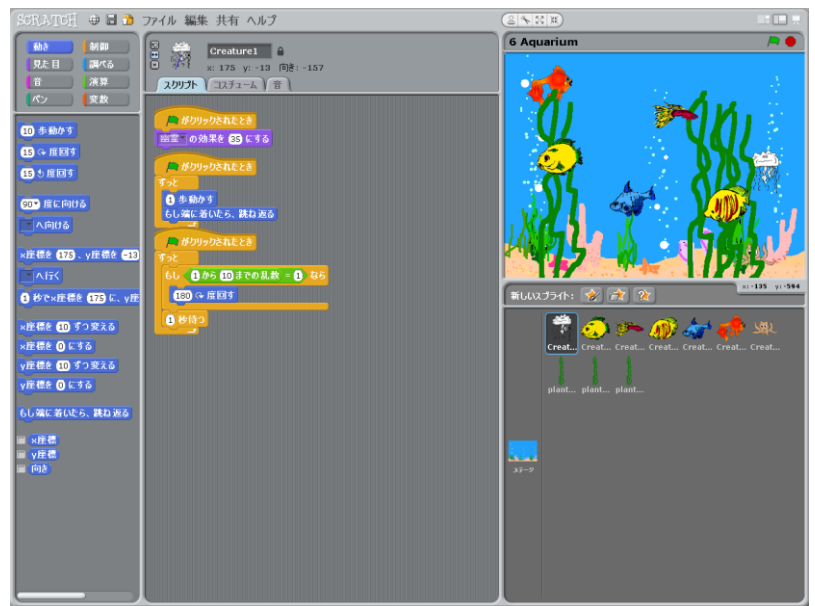 SCRATCH ファイル 編集 共有 ヘルプ
動き 制御
見た目 調べる
音 演算
ペン 変数
10 歩動かす
15 度回す
15 度回す
90 度に向ける
へ向ける
x座標を 175 、y座標を -13
へ行く
1 秒でx座標を 175 に、y座
x座標を 10 ずつ変える
x座標を 0 にする
y座標を 10 ずつ変える
y座標を 0 にする
もし端に着いたら、跳ね返る
x座標
y座標
向き
Creature1
x: 175 y: -13 向き: -157
スクリプト コスチューム 音
がクリックされたとき
幽霊 の効果を 35 にする
がクリックされたとき
ずっと
1 歩動かす
もし端に着いたら、跳ね返る
がクリックされたとき
ずっと
もし 1 から 10 までの乱数 = 1 なら
180 度回す
1 秒待つ
6 Aquarium
x: -135 y: -594
新しいスプライト:
Creat... Creat... Creat... Creat... Creat... Creat... Creat...
plant... plant... plant...
ステージ